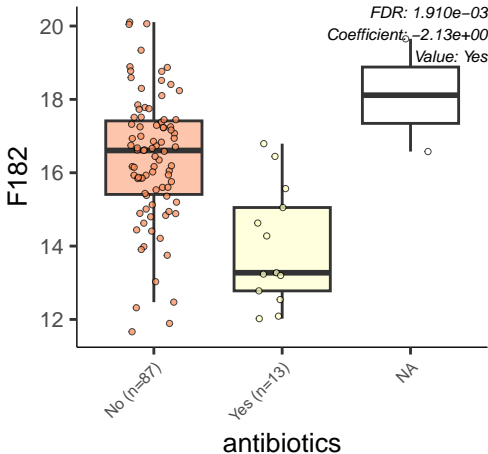 FDR: 1.910e−03
Coefficient: −2.13e+00
Value: Yes
F182
20
18
16
14
12
No (n=87)
Yes (n=13)
NA
antibiotics